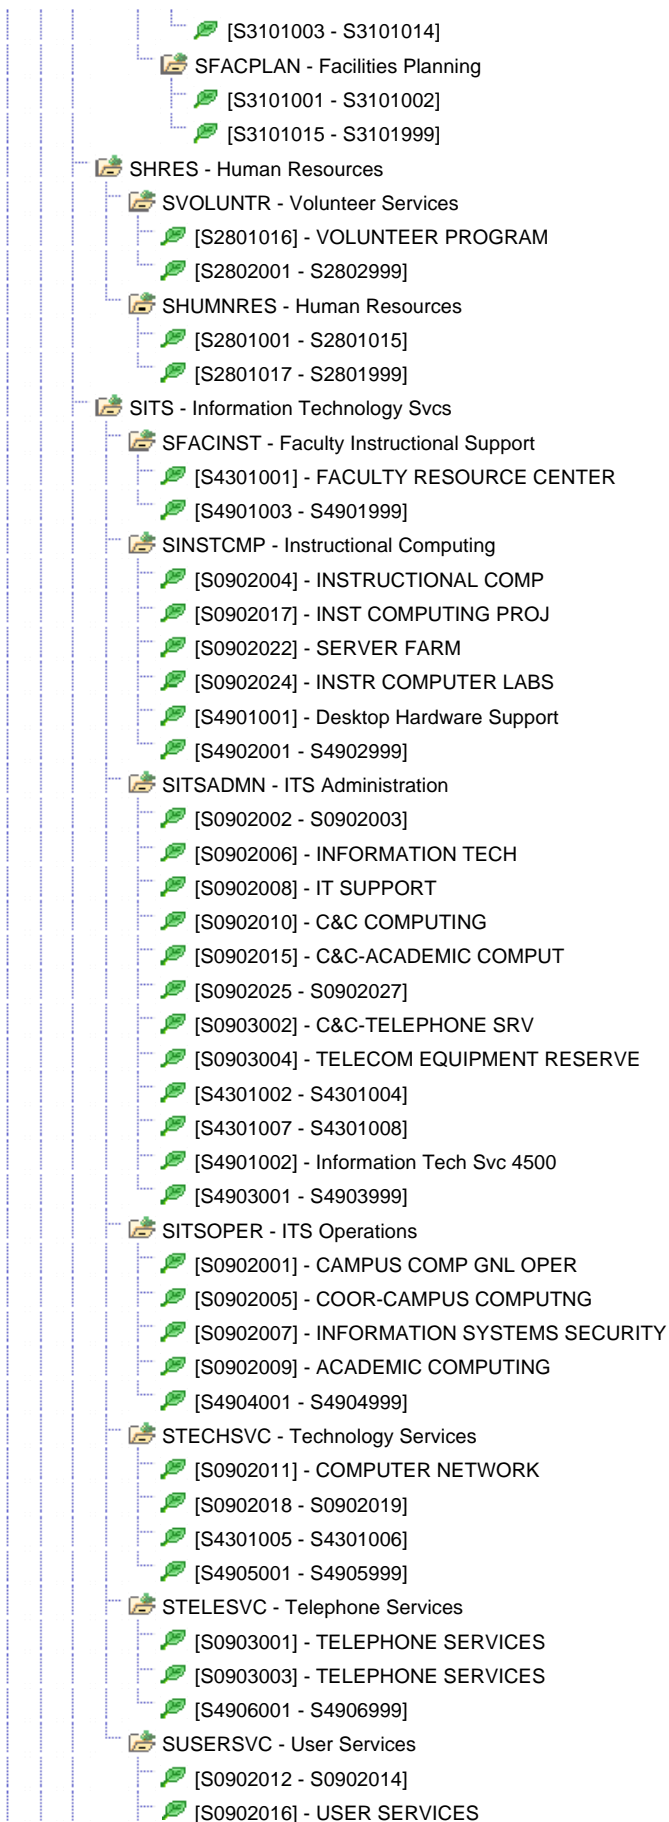 [S3101003 - S3101014]
SFACPLAN - Facilities Planning
[S3101001 - S3101002]
[S3101015 - S3101999]
SHRES - Human Resources
SVOLUNTR - Volunteer Services
[S2801016] - VOLUNTEER PROGRAM
[S2802001 - S2802999]
SHUMNRES - Human Resources
[S2801001 - S2801015]
[S2801017 - S2801999]
SITS - Information Technology Svcs
SFACINST - Faculty Instructional Support
[S4301001] - FACULTY RESOURCE CENTER
[S4901003 - S4901999]
SINSTCMP - Instructional Computing
[S0902004] - INSTRUCTIONAL COMP
[S0902017] - INST COMPUTING PROJ
[S0902022] - SERVER FARM
[S0902024] - INSTR COMPUTER LABS
[S4901001] - Desktop Hardware Support
[S4902001 - S4902999]
SITSADMN - ITS Administration
[S0902002 - S0902003]
[S0902006] - INFORMATION TECH
[S0902008] - IT SUPPORT
[S0902010] - C&C COMPUTING
[S0902015] - C&C-ACADEMIC COMPUT
[S0902025 - S0902027]
[S0903002] - C&C-TELEPHONE SRV
[S0903004] - TELECOM EQUIPMENT RESERVE
[S4301002 - S4301004]
[S4301007 - S4301008]
[S4901002] - Information Tech Svc 4500
[S4903001 - S4903999]
SITSOPER - ITS Operations
[S0902001] - CAMPUS COMP GNL OPER
[S0902005] - COOR-CAMPUS COMPUTNG
[S0902007] - INFORMATION SYSTEMS SECURITY
[S0902009] - ACADEMIC COMPUTING
[S4904001 - S4904999]
STECHSVC - Technology Services
[S0902011] - COMPUTER NETWORK
[S0902018 - S0902019]
[S4301005 - S4301006]
[S4905001 - S4905999]
STELESVC - Telephone Services
[S0903001] - TELEPHONE SERVICES
[S0903003] - TELEPHONE SERVICES
[S4906001 - S4906999]
SUSERSVC - User Services
[S0902012 - S0902014]
[S0902016] - USER SERVICES